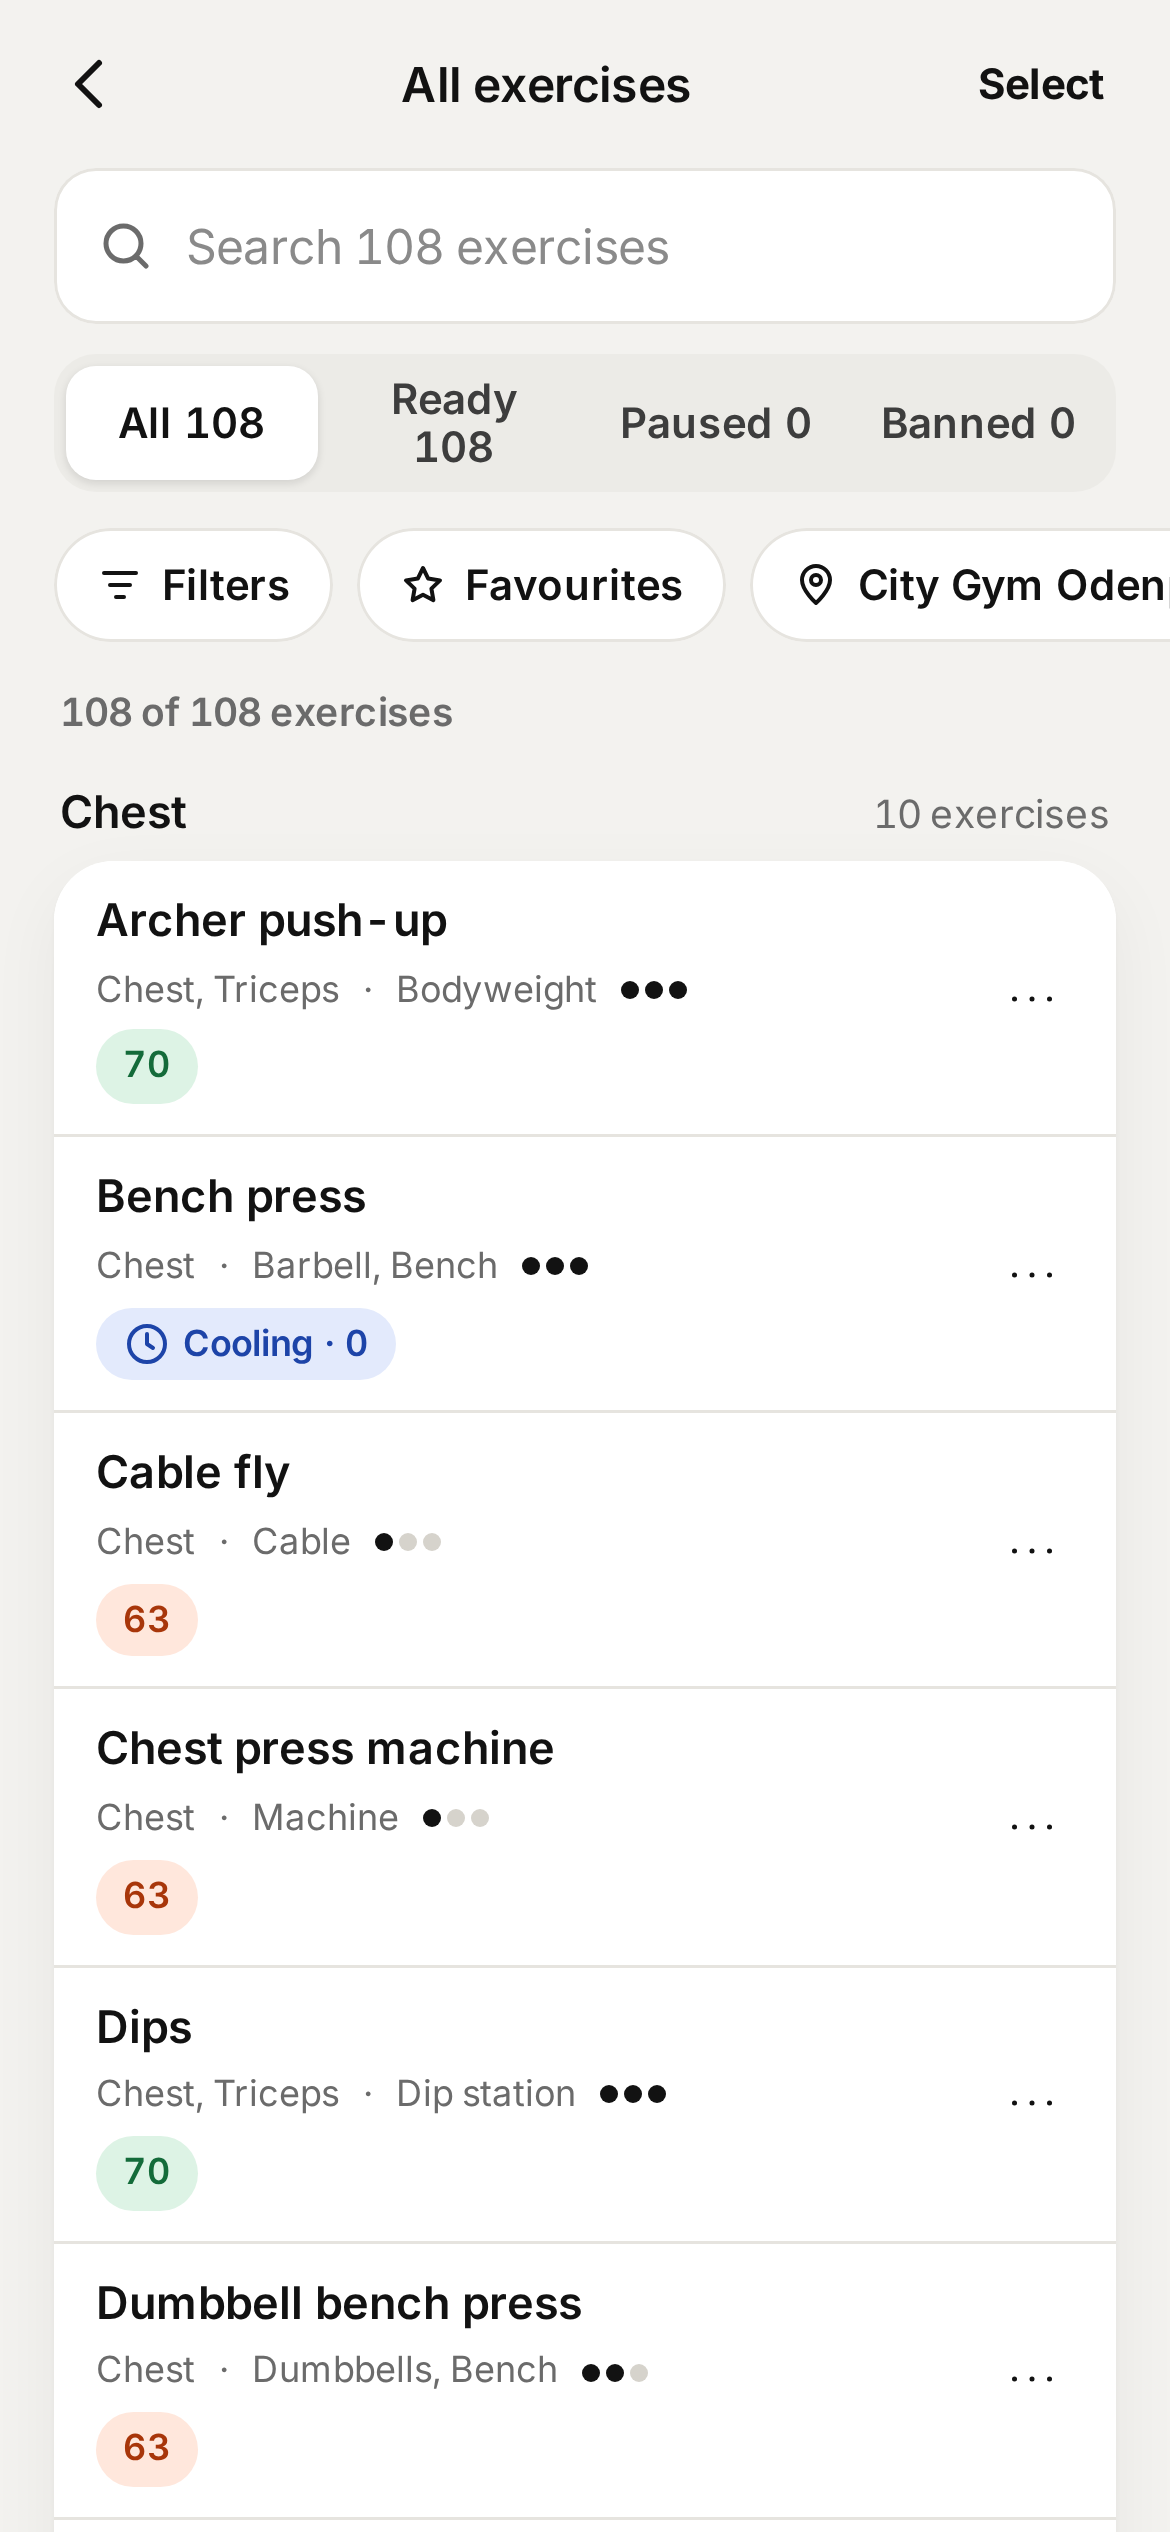 All exercises
Select
Search 108 exercises
All 108
Ready
108
Paused 0
Banned 0
Filters
Favourites
City Gym Oden
108 of 108 exercises
Chest
10 exercises
Archer push-up
Chest, Triceps · Bodyweight
...
70
Bench press
Chest · Barbell, Bench
...
Cooling · 0
Cable fly
Chest · Cable
...
63
Chest press machine
Chest · Machine
...
63
Dips
Chest, Triceps · Dip station
...
70
Dumbbell bench press
Chest · Dumbbells, Bench
...
63